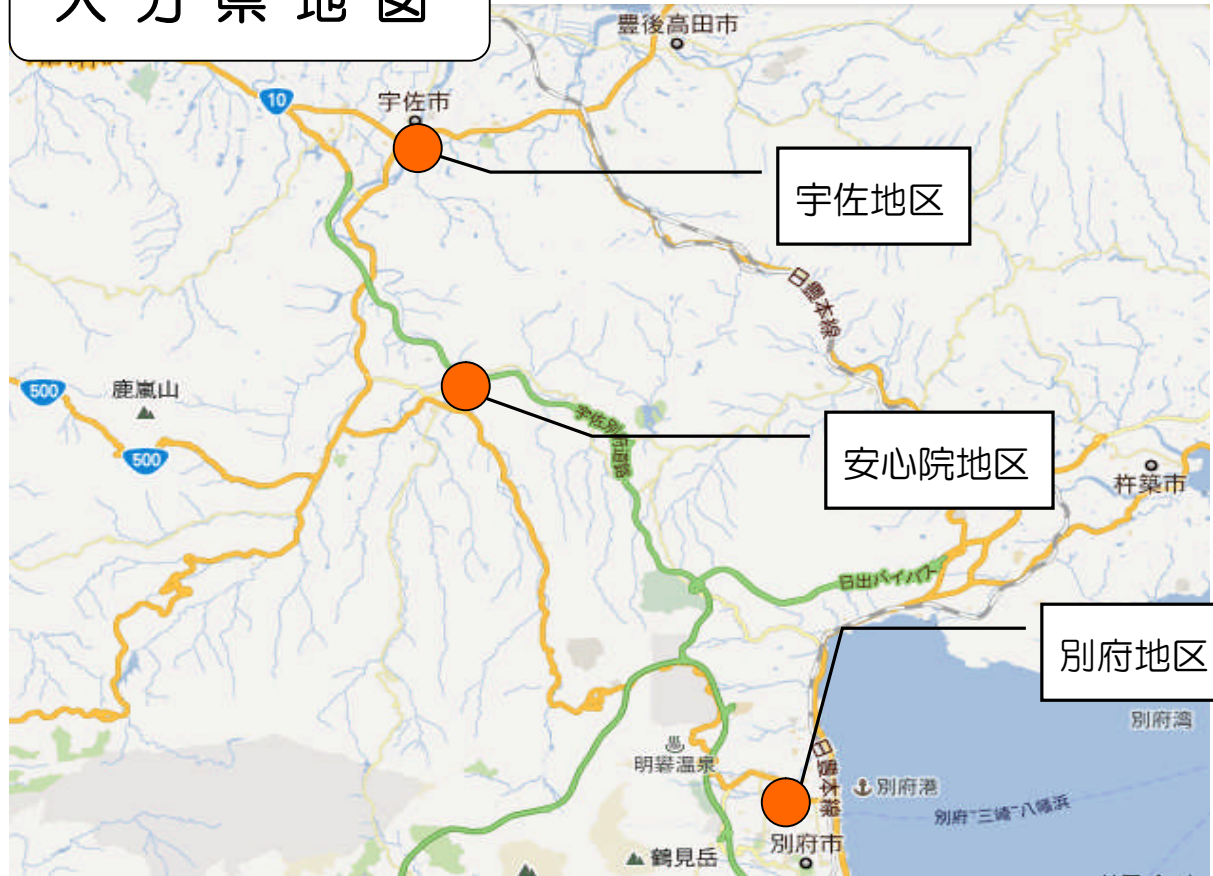 大分県地図
豊後高田市
10
宇佐市
宇佐地区
日豊本線
500
鹿嵐山
500
宇佐別府道路
安心院地区
杵築市
日出バイパス
別府地区
別府湾
明礬温泉
日豊本線
別府港
別府-三崎-八幡浜
別府市
鶴見岳